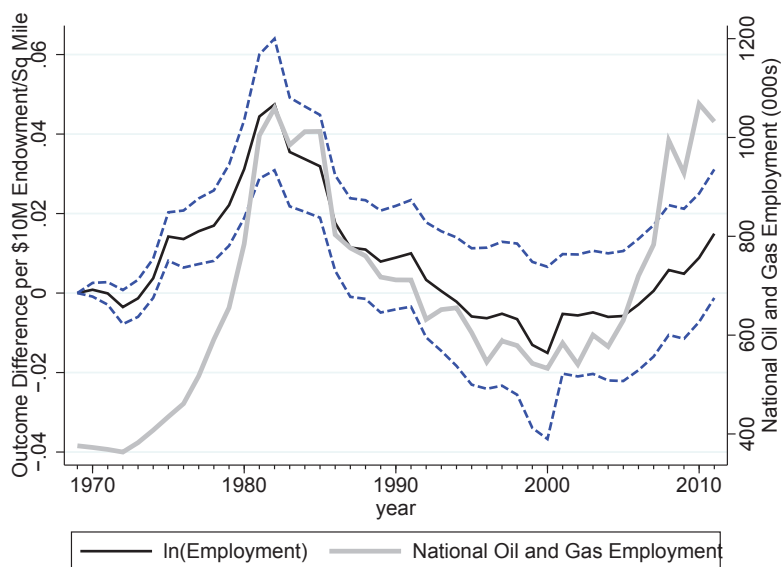 Outcome Difference per $10M Endowment/Sq Mile
.06
.04
.02
0
-.02
-.04
1200
1000
800
600
400
National Oil and Gas Employment (000s)
1970 1980 1990 2000 2010
year
ln(Employment) National Oil and Gas Employment